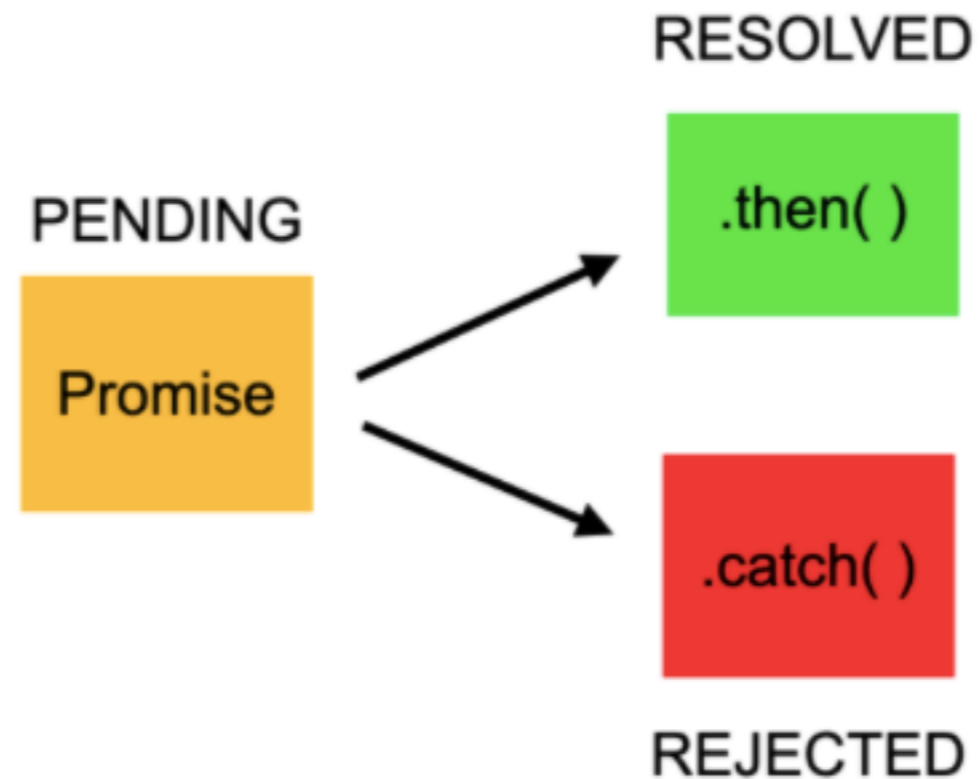 RESOLVED
.then( )
PENDING
Promise
.catch( )
REJECTED